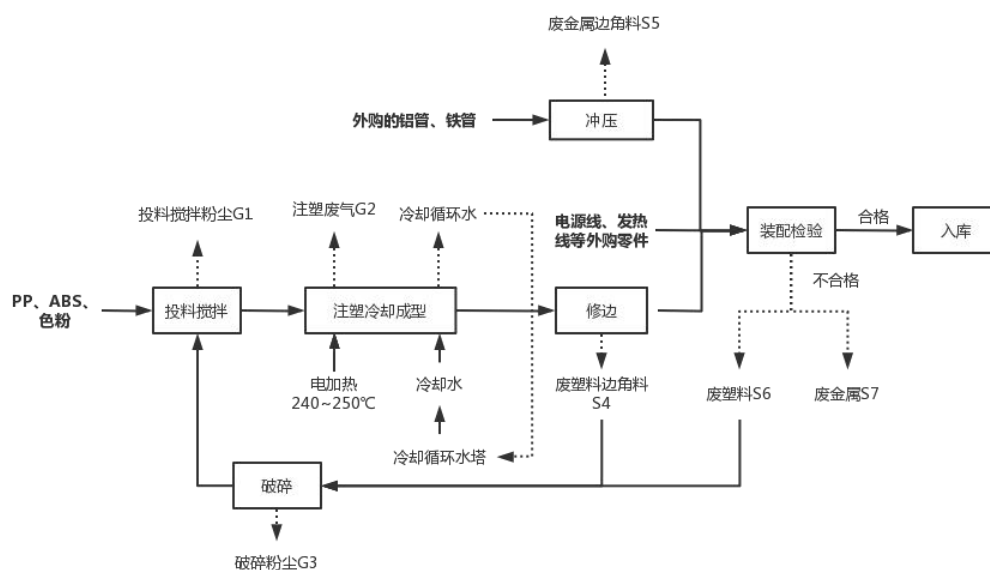 废金属边角料S5
外购的铝管、铁管
冲压
投料搅拌粉尘G1
注塑废气G2
冷却循环水
电源线、发热
线等外购零件
装配检验
合格
入库
不合格
PP、ABS、
色粉
投料搅拌
注塑冷却成型
修边
电加热
240~250℃
冷却水
废塑料边角料
S4
废塑料S6
废金属S7
冷却循环水塔
破碎
破碎粉尘G3